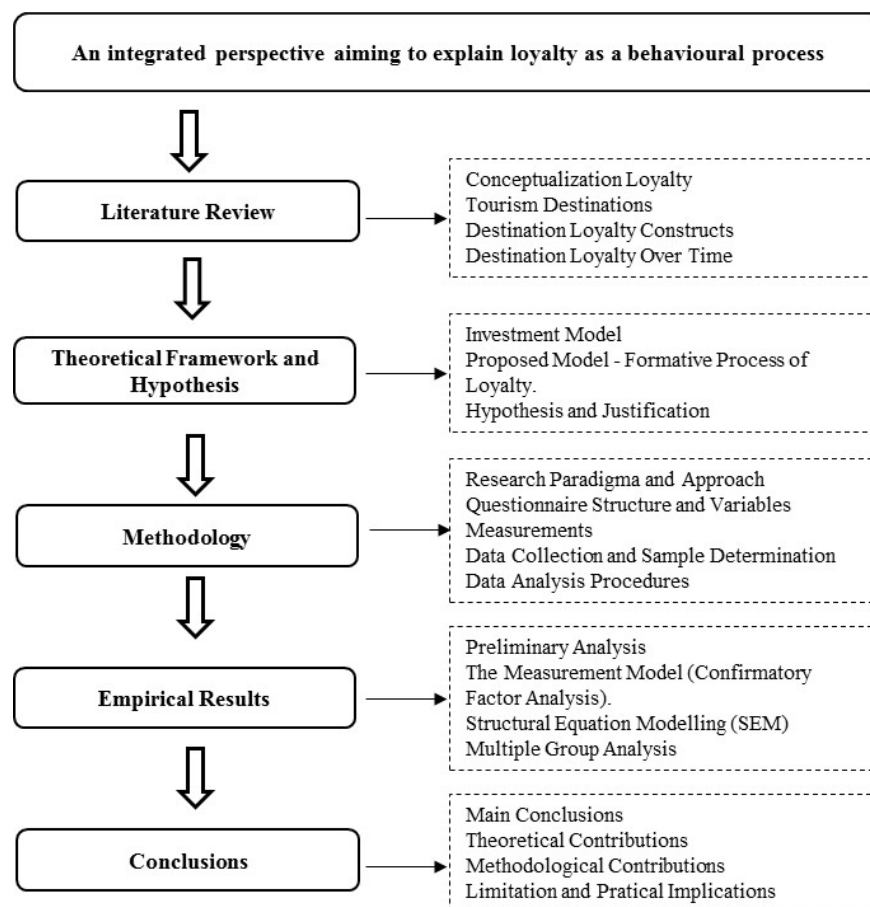 An integrated perspective aiming to explain loyalty as a behavioural process
Literature Review
Conceptualization Loyalty
Tourism Destinations
Destination Loyalty Constructs
Destination Loyalty Over Time
Theoretical Framework and
Hypothesis
Investment Model
Proposed Model - Formative Process of
Loyalty.
Hypothesis and Justification
Methodology
Research Paradigma and Approach
Questionnaire Structure and Variables
Measurements
Data Collection and Sample Determination
Data Analysis Procedures
Empirical Results
Preliminary Analysis
The Measurement Model (Confirmatory
Factor Analysis).
Structural Equation Modelling (SEM)
Multiple Group Analysis
Conclusions
Main Conclusions
Theoretical Contributions
Methodological Contributions
Limitation and Pratical Implications